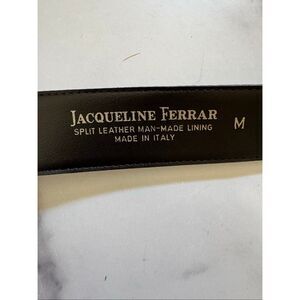 JACQUELINE FERRAR
SPLIT LEATHER MAN-MADE LINING
MADE IN ITALY
M